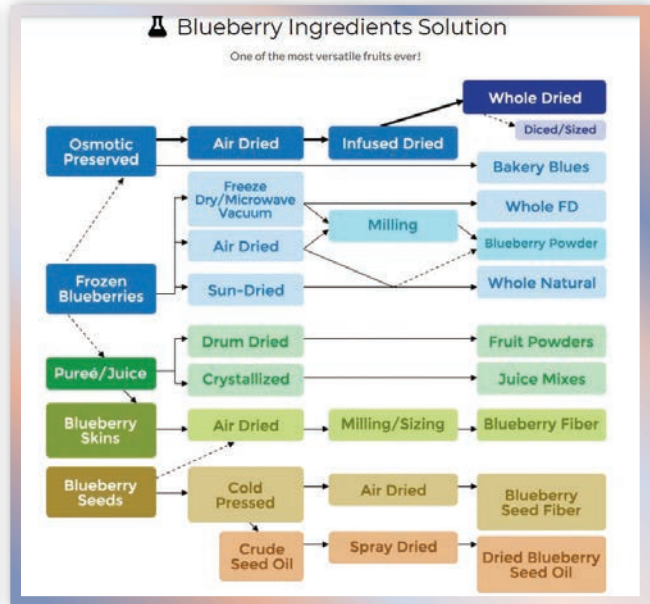 Blueberry Ingredients Solution
One of the most versatile fruits ever!
Whole Dried
Diced/Sized
Osmotic
Preserved
Air Dried
Infused Dried
Bakery Blues
Freeze
Dry/Microwave
Vacuum
Whole FD
Milling
Air Dried
Blueberry Powder
Frozen
Blueberries
Sun-Dried
Whole Natural
Drum Dried
Fruit Powders
Pureé/Juice
Crystallized
Juice Mixes
Blueberry
Skins
Air Dried
Milling/Sizing
Blueberry Fiber
Blueberry
Seeds
Cold
Pressed
Air Dried
Blueberry
Seed Fiber
Crude
Seed Oil
Spray Dried
Dried Blueberry
Seed Oil